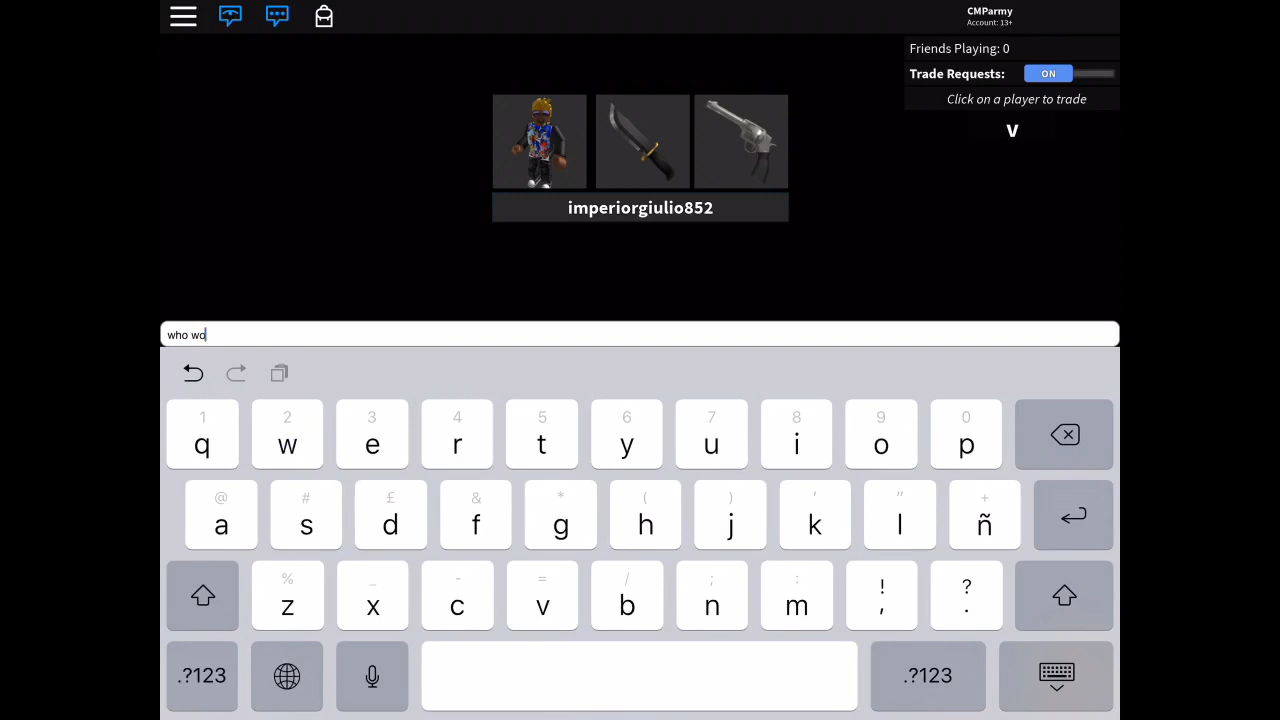 CMParmy
Account: 13+
Friends Playing: 0
Trade Requests: ON
Click on a player to trade
V
imperiorgiulio852
who wo
1 2 3 4 5 6 7 8 9 0
q w e r t y u i o p
@ # £ & * ( ) ' " +
a s d f g h j k l ñ
% _ - = / ; : ! ?
z x c v b n m , .
.?123 .?123